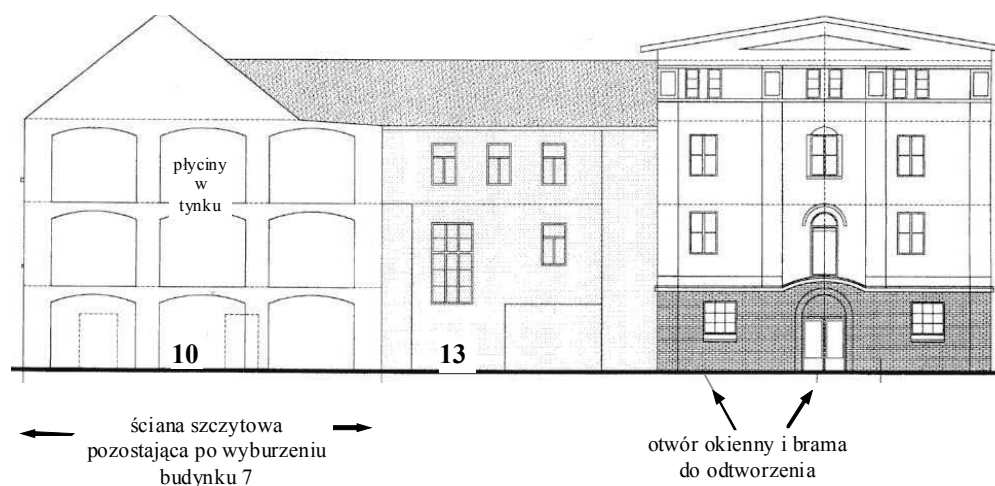 płyciny
w
tynku
10
13
ściana szczytowa
pozostająca po wyburzeniu
budynku 7
otwór okienny i brama
do odtworzenia